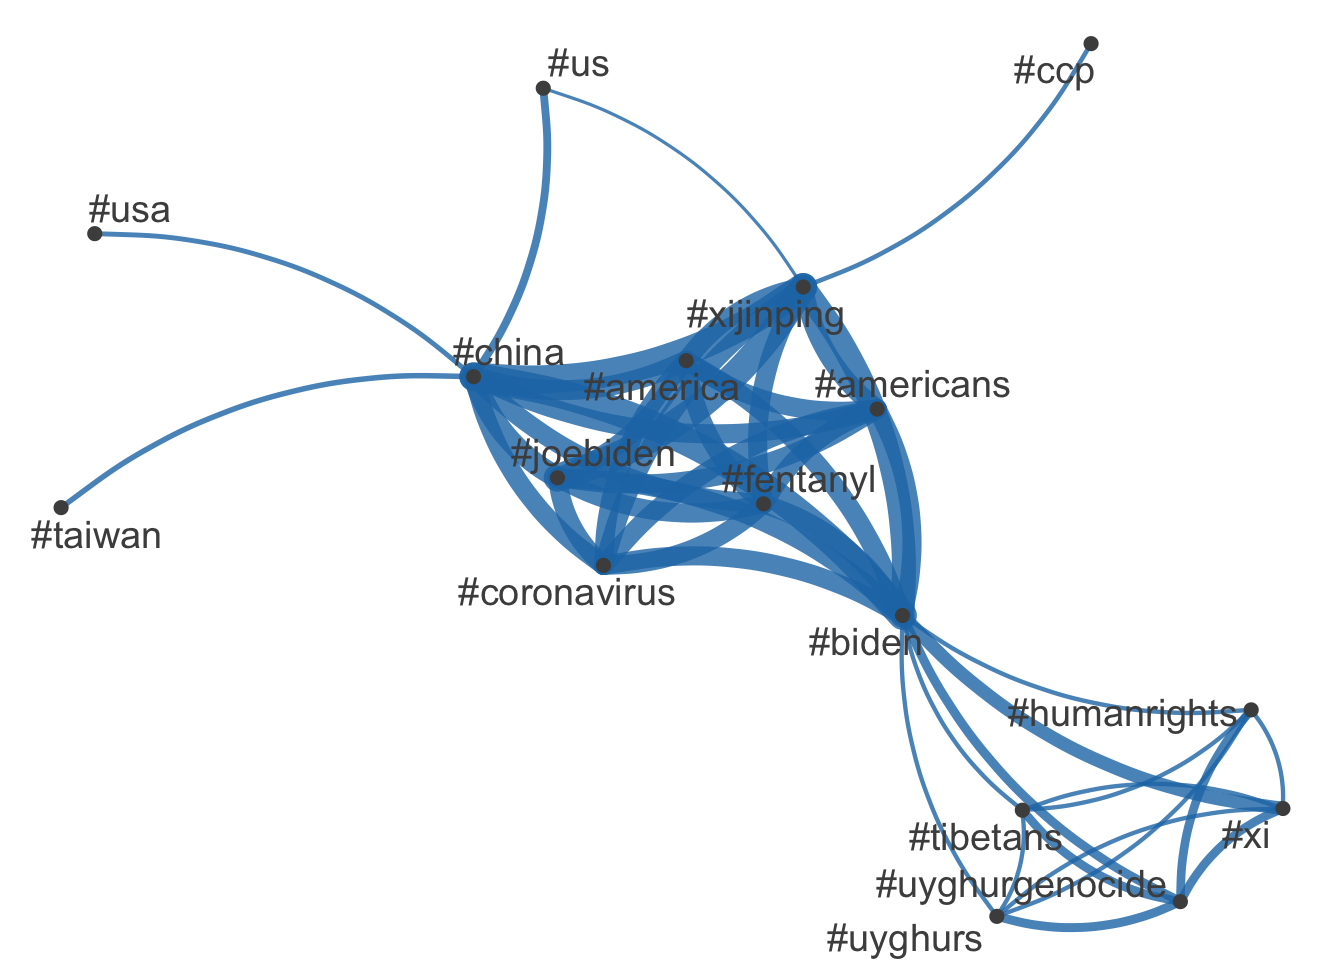 #us
#ccp
#usa
#xijinping
#china
#america
#americans
#joebiden
#fentanyl
#taiwan
#coronavirus
#biden
#humanrights
#tibetans
#xi
#uyghurgenocide
#uyghurs